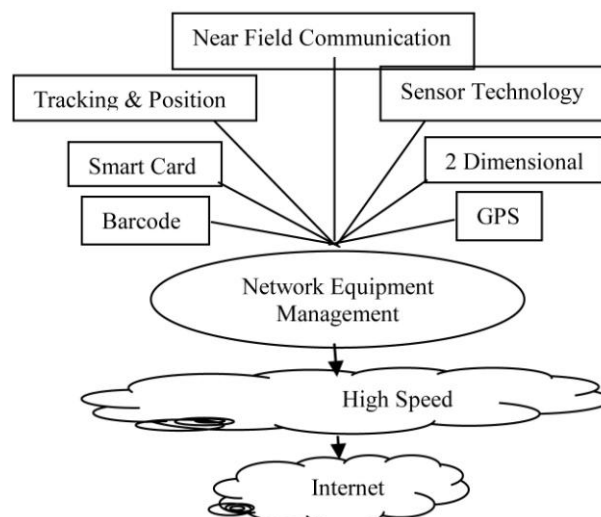 Near Field Communication
Tracking & Position
Sensor Technology
Smart Card
2 Dimensional
Barcode
GPS
Network Equipment
Management
High Speed
Internet